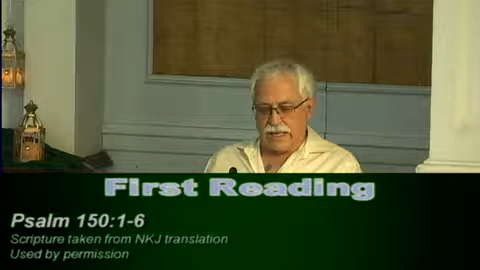 First Reading
Psalm 150:1-6
Scripture taken from NKJ translation
Used by permission